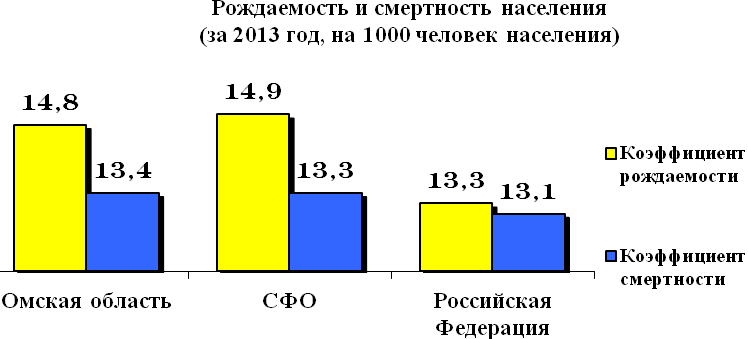 Рождаемость и смертность населения
(за 2013 год, на 1000 человек населения)
14,8
13,4
14,9
13,3
13,3
13,1
Коэффициент
рождаемости
Коэффициент
смертности
Омская область
СФО
Российская
Федерация